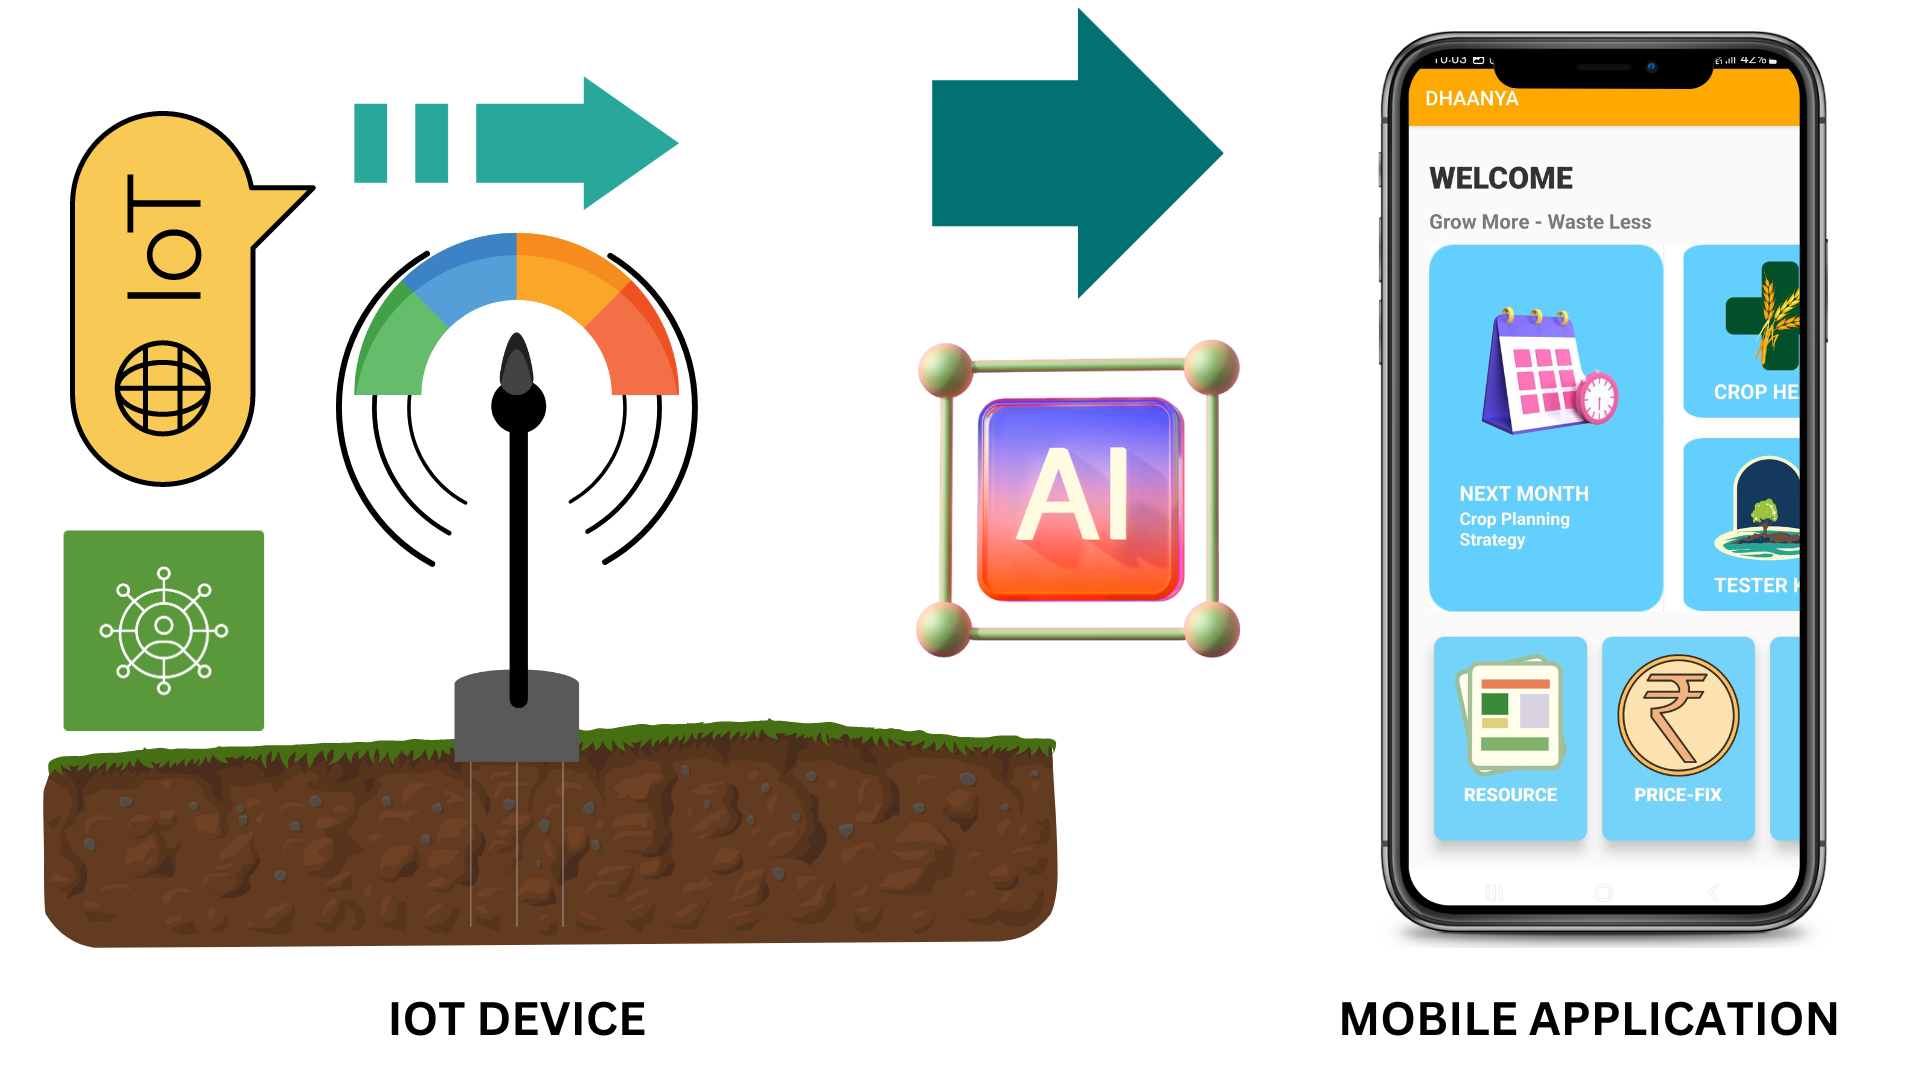 IoT
AI
10:03
42%
DHAANYA
WELCOME
Grow More - Waste Less
NEXT MONTH
Crop Planning
Strategy
CROP HE
TESTER K
RESOURCE
PRICE-FIX
IOT DEVICE
MOBILE APPLICATION